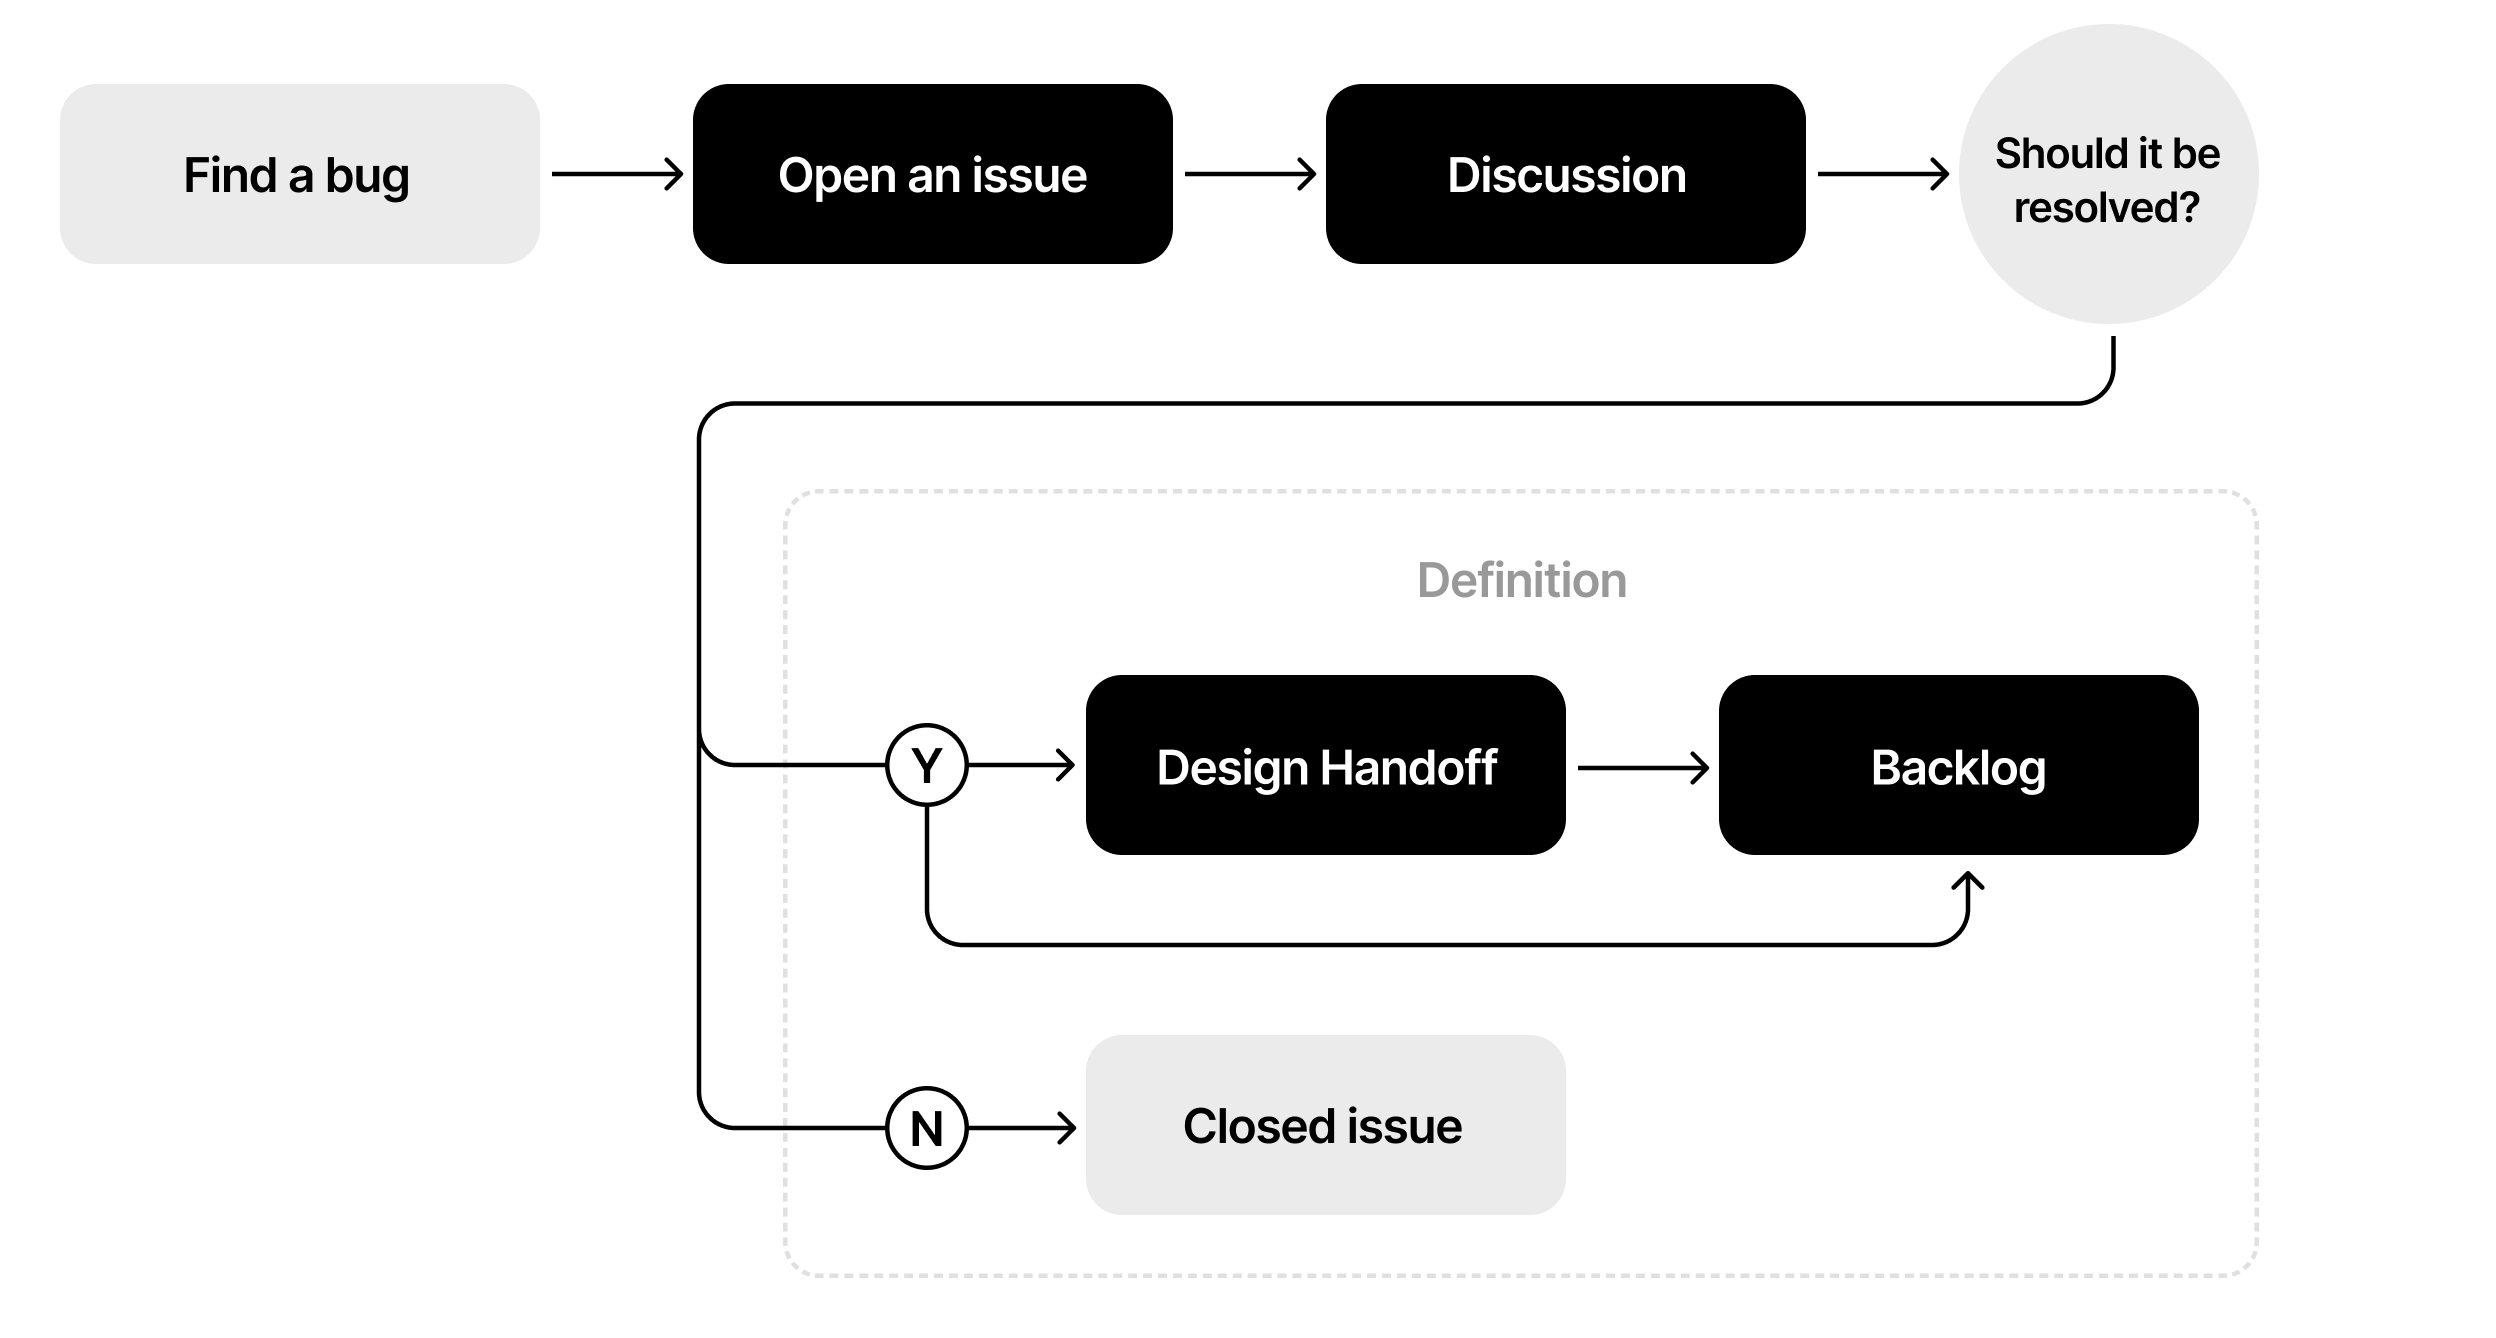 Find a bug
Open an issue
Discussion
Should it be
resolved?
Definition
Y
Design Handoff
Backlog
N
Closed issue